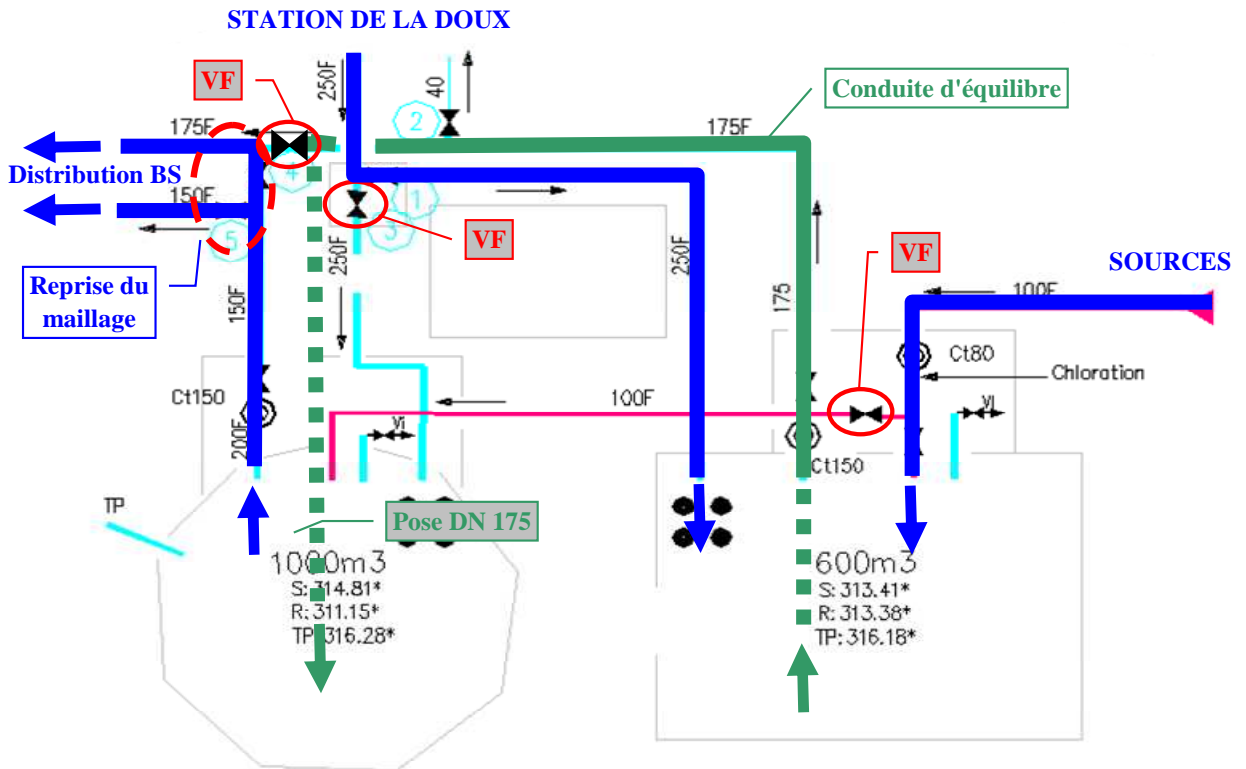 STATION DE LA DOUX
VF
250F
40
2
Conduite d'équilibre
175F
175F
Distribution BS
4
150F
1
3
VF
5
250F
250F
VF
SOURCES
Reprise du
maillage
150F
175
100F
Ct80
Chloration
Ct150
100F
200F
Vi
Vi
Ct150
TP
Pose DN 175
1000m3
S: 314.81*
R: 311.15*
TP: 316.28*
600m3
S: 313.41*
R: 313.38*
TP: 316.18*